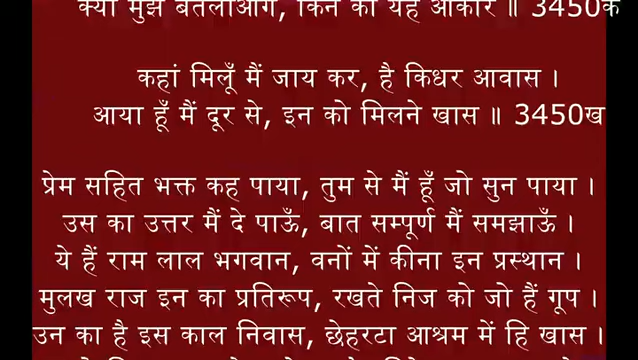 क्या मुझे बतलाओगे, किन का यह आकार ॥ 3450क
कहां मिलूँ मैं जाय कर, है किधर आवास ।
आया हूँ मैं दूर से, इन को मिलने खास ॥ 3450ख
प्रेम सहित भक्त कह पाया, तुम से मैं हूँ जो सुन पाया ।
उस का उत्तर मैं दे पाऊँ, बात सम्पूर्ण मैं समझाऊँ ।
ये हैं राम लाल भगवान, वनों में कीना इन प्रस्थान ।
मुलख राज इन का प्रतिरूप, रखते निज को जो हैं गूप ।
उन का है इस काल निवास, छेहरटा आश्रम में हि खास ।